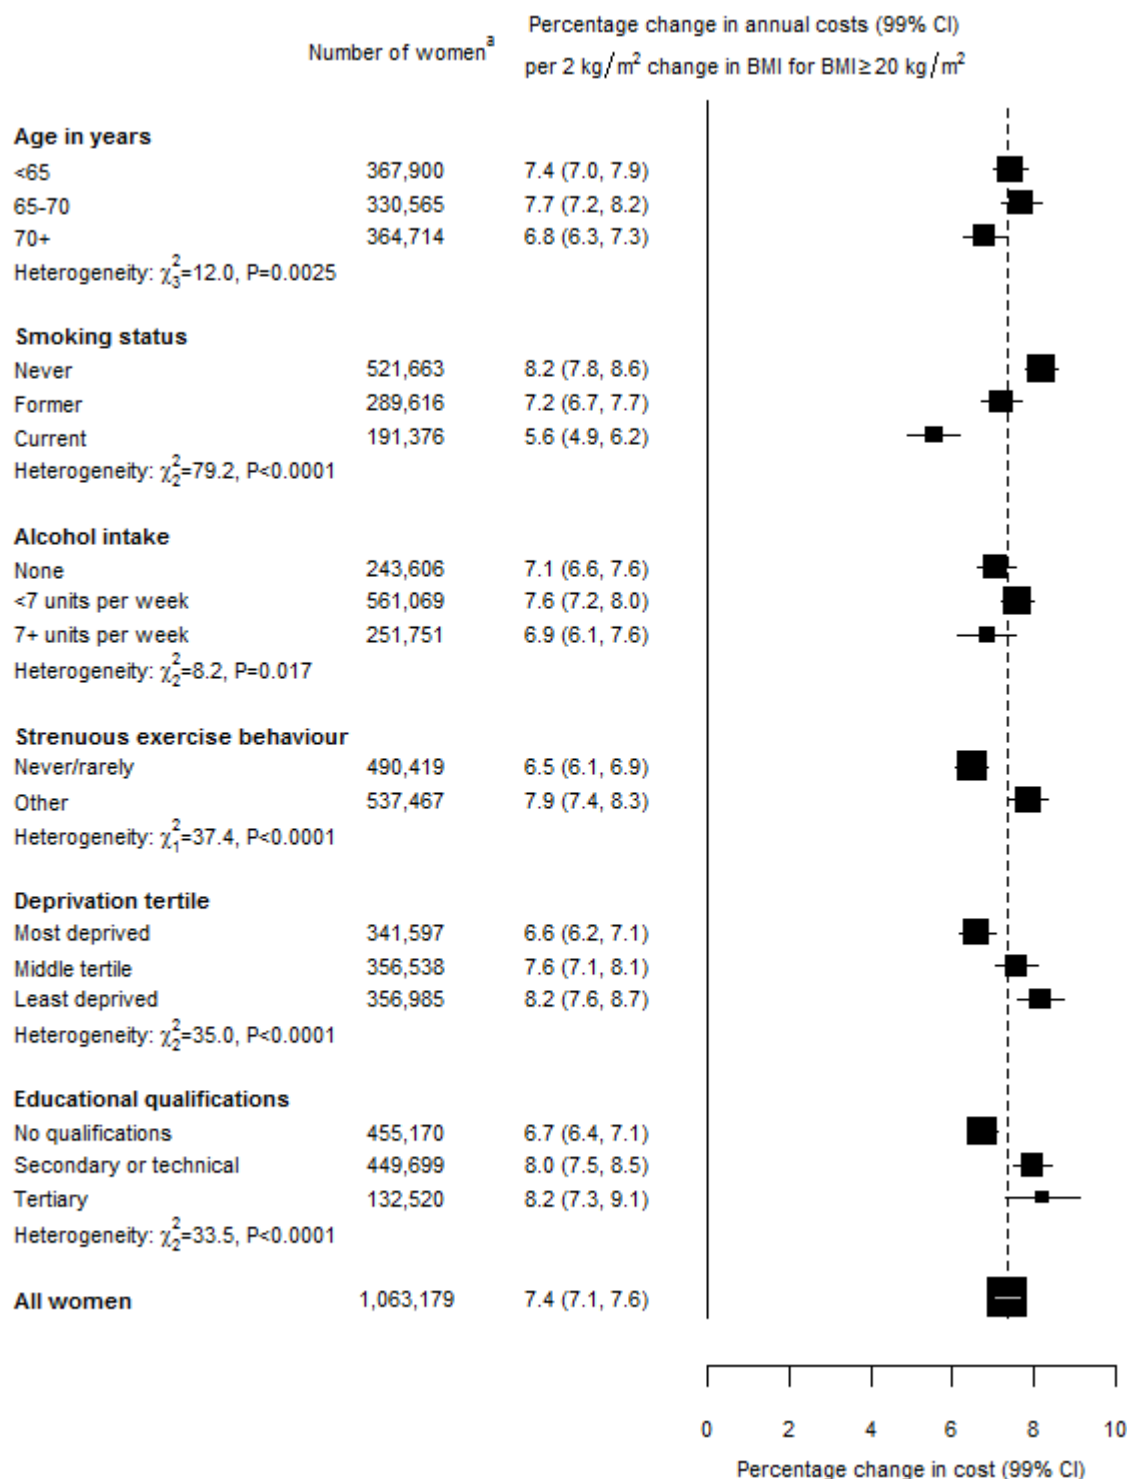 Number of womenᵃ Percentage change in annual costs (99% CI)
per 2 kg/m² change in BMI for BMI≥20 kg/m²
Age in years
<65 367,900 7.4 (7.0, 7.9)
65-70 330,565 7.7 (7.2, 8.2)
70+ 364,714 6.8 (6.3, 7.3)
Heterogeneity: χ²₃=12.0, P=0.0025
Smoking status
Never 521,663 8.2 (7.8, 8.6)
Former 289,616 7.2 (6.7, 7.7)
Current 191,376 5.6 (4.9, 6.2)
Heterogeneity: χ²₂=79.2, P<0.0001
Alcohol intake
None 243,606 7.1 (6.6, 7.6)
<7 units per week 561,069 7.6 (7.2, 8.0)
7+ units per week 251,751 6.9 (6.1, 7.6)
Heterogeneity: χ²₂=8.2, P=0.017
Strenuous exercise behaviour
Never/rarely 490,419 6.5 (6.1, 6.9)
Other 537,467 7.9 (7.4, 8.3)
Heterogeneity: χ²₁=37.4, P<0.0001
Deprivation tertile
Most deprived 341,597 6.6 (6.2, 7.1)
Middle tertile 356,538 7.6 (7.1, 8.1)
Least deprived 356,985 8.2 (7.6, 8.7)
Heterogeneity: χ²₂=35.0, P<0.0001
Educational qualifications
No qualifications 455,170 6.7 (6.4, 7.1)
Secondary or technical 449,699 8.0 (7.5, 8.5)
Tertiary 132,520 8.2 (7.3, 9.1)
Heterogeneity: χ²₂=33.5, P<0.0001
All women 1,063,179 7.4 (7.1, 7.6)
0 2 4 6 8 10
Percentage change in cost (99% CI)